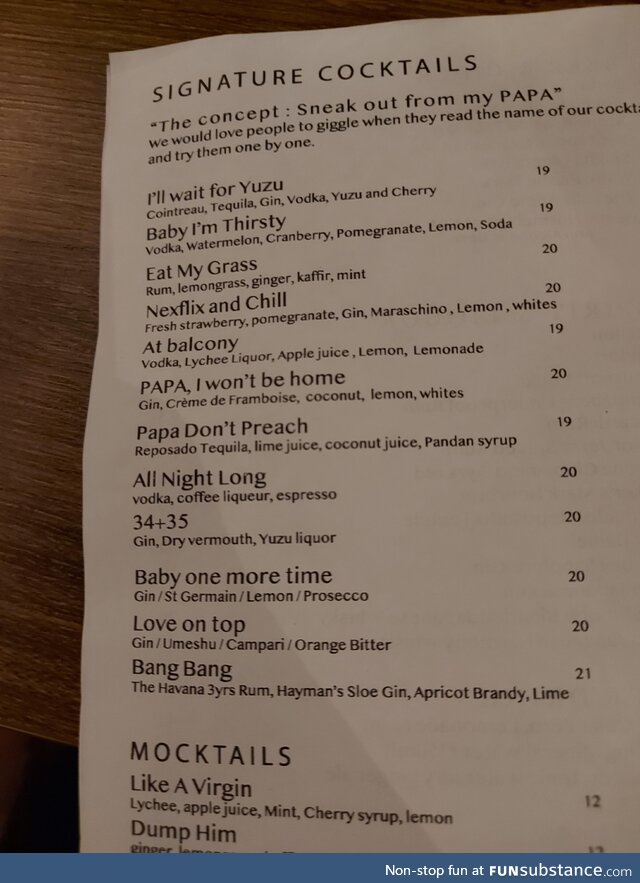 SIGNATURE COCKTAILS
"The concept : Sneak out from my PAPA"
We would love people to giggle when they read the name of our
and try them one by one.
I'll wait for Yuzu 19
Cointreau, Tequila, Gin, Vodka, Yuzu and Cherry
Baby I'm Thirsty 19
Vodka, Watermelon, Cranberry, Pomegranate, Lemon, Soda
Eat My Grass 20
Rum, lemongrass, ginger, kaffir, mint
Nexflix and Chill 20
Fresh strawberry, pomegranate, Gin, Maraschino , Lemon , whites
At balcony 19
Vodka, Lychee Liquor, Apple juice , Lemon, Lemonade
PAPA, I won't be home 20
Gin, Crème de Framboise, coconut, lemon, whites
Papa Don't Preach 19
Reposado Tequila, lime juice, coconut juice, Pandan syrup
All Night Long 20
vodka, coffee liqueur, espresso
34+35 20
Gin, Dry vermouth, Yuzu liquor
Baby one more time 20
Gin / St Germain / Lemon / Prosecco
Love on top 20
Gin / Umeshu / Campari / Orange Bitter
Bang Bang 21
The Havana 3yrs Rum, Hayman's Sloe Gin, Apricot Brandy, Lime
MOCKTAILS
Like A Virgin 12
Lychee, apple juice, Mint, Cherry syrup, lemon
Dump Him
ginger,
Non-stop fun at FUNsubstance.com